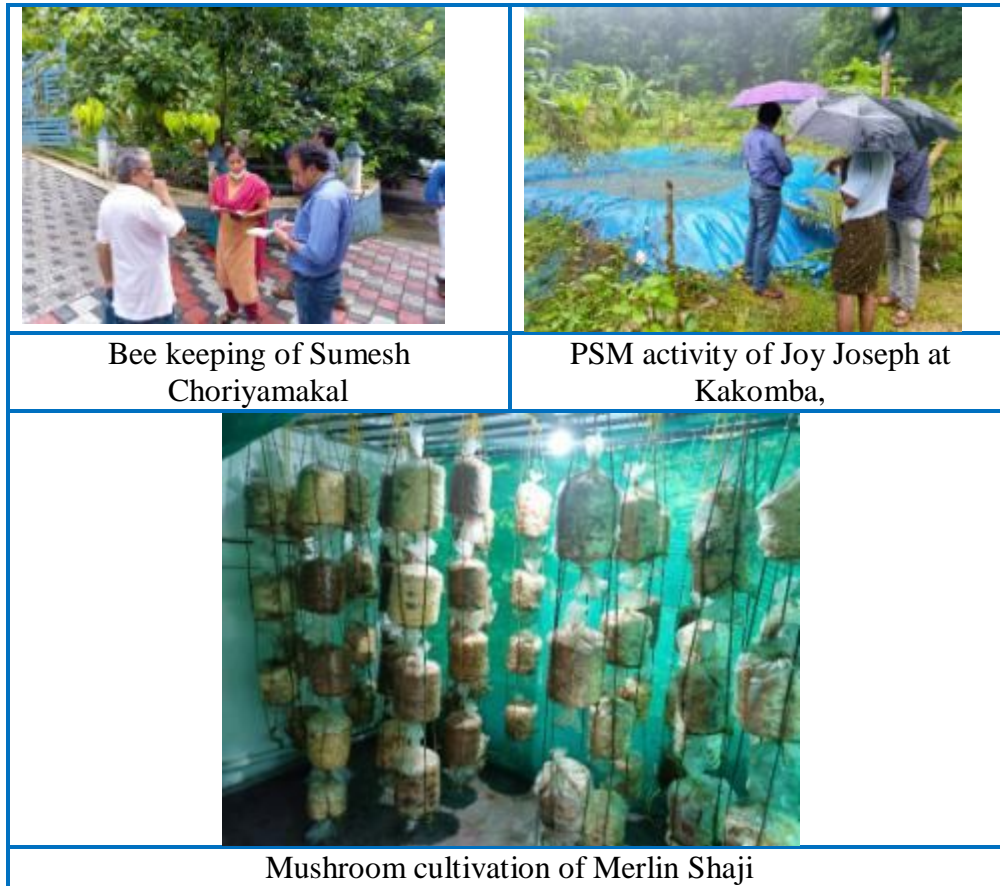 Bee keeping of Sumesh
Choriyamakal
PSM activity of Joy Joseph at
Kakomba,
Mushroom cultivation of Merlin Shaji